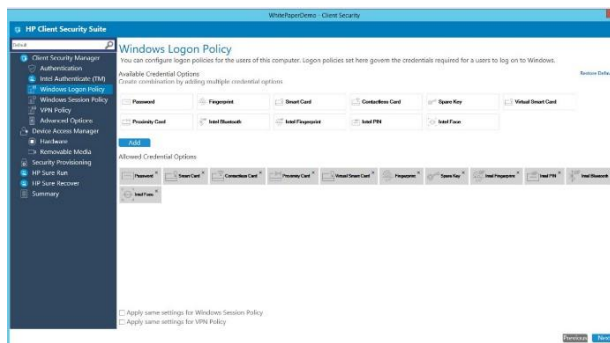 WhitePaperDemo - Client Security
HP Client Security Suite
Default
Client Security Manager
Authentication
Intel Authenticate (TM)
Windows Logon Policy
Windows Session Policy
VPN Policy
Advanced Options
Device Access Manager
Hardware
Removable Media
Security Provisioning
HP Sure Run
HP Sure Recover
Summary
Windows Logon Policy
You can configure logon policies for the users of this computer. Logon policies set here govern the credentials required for a users to log on to Windows.
Available Credential Options
Restore Defau
Create combination by adding multiple credential options
Password Fingerprint Smart Card Contactless Card Spare Key Virtual Smart Card
Proximity Card Intel Bluetooth Intel Fingerprint Intel PIN Intel Face
Add
Allowed Credential Options
Password Smart Card Contactless Card Proximity Card Virtual Smart Card Fingerprint Spare Key Intel Fingerprint Intel PIN Intel Bluetooth
Intel Face
Apply same settings for Windows Session Policy
Apply same settings for VPN Policy
Previous Next